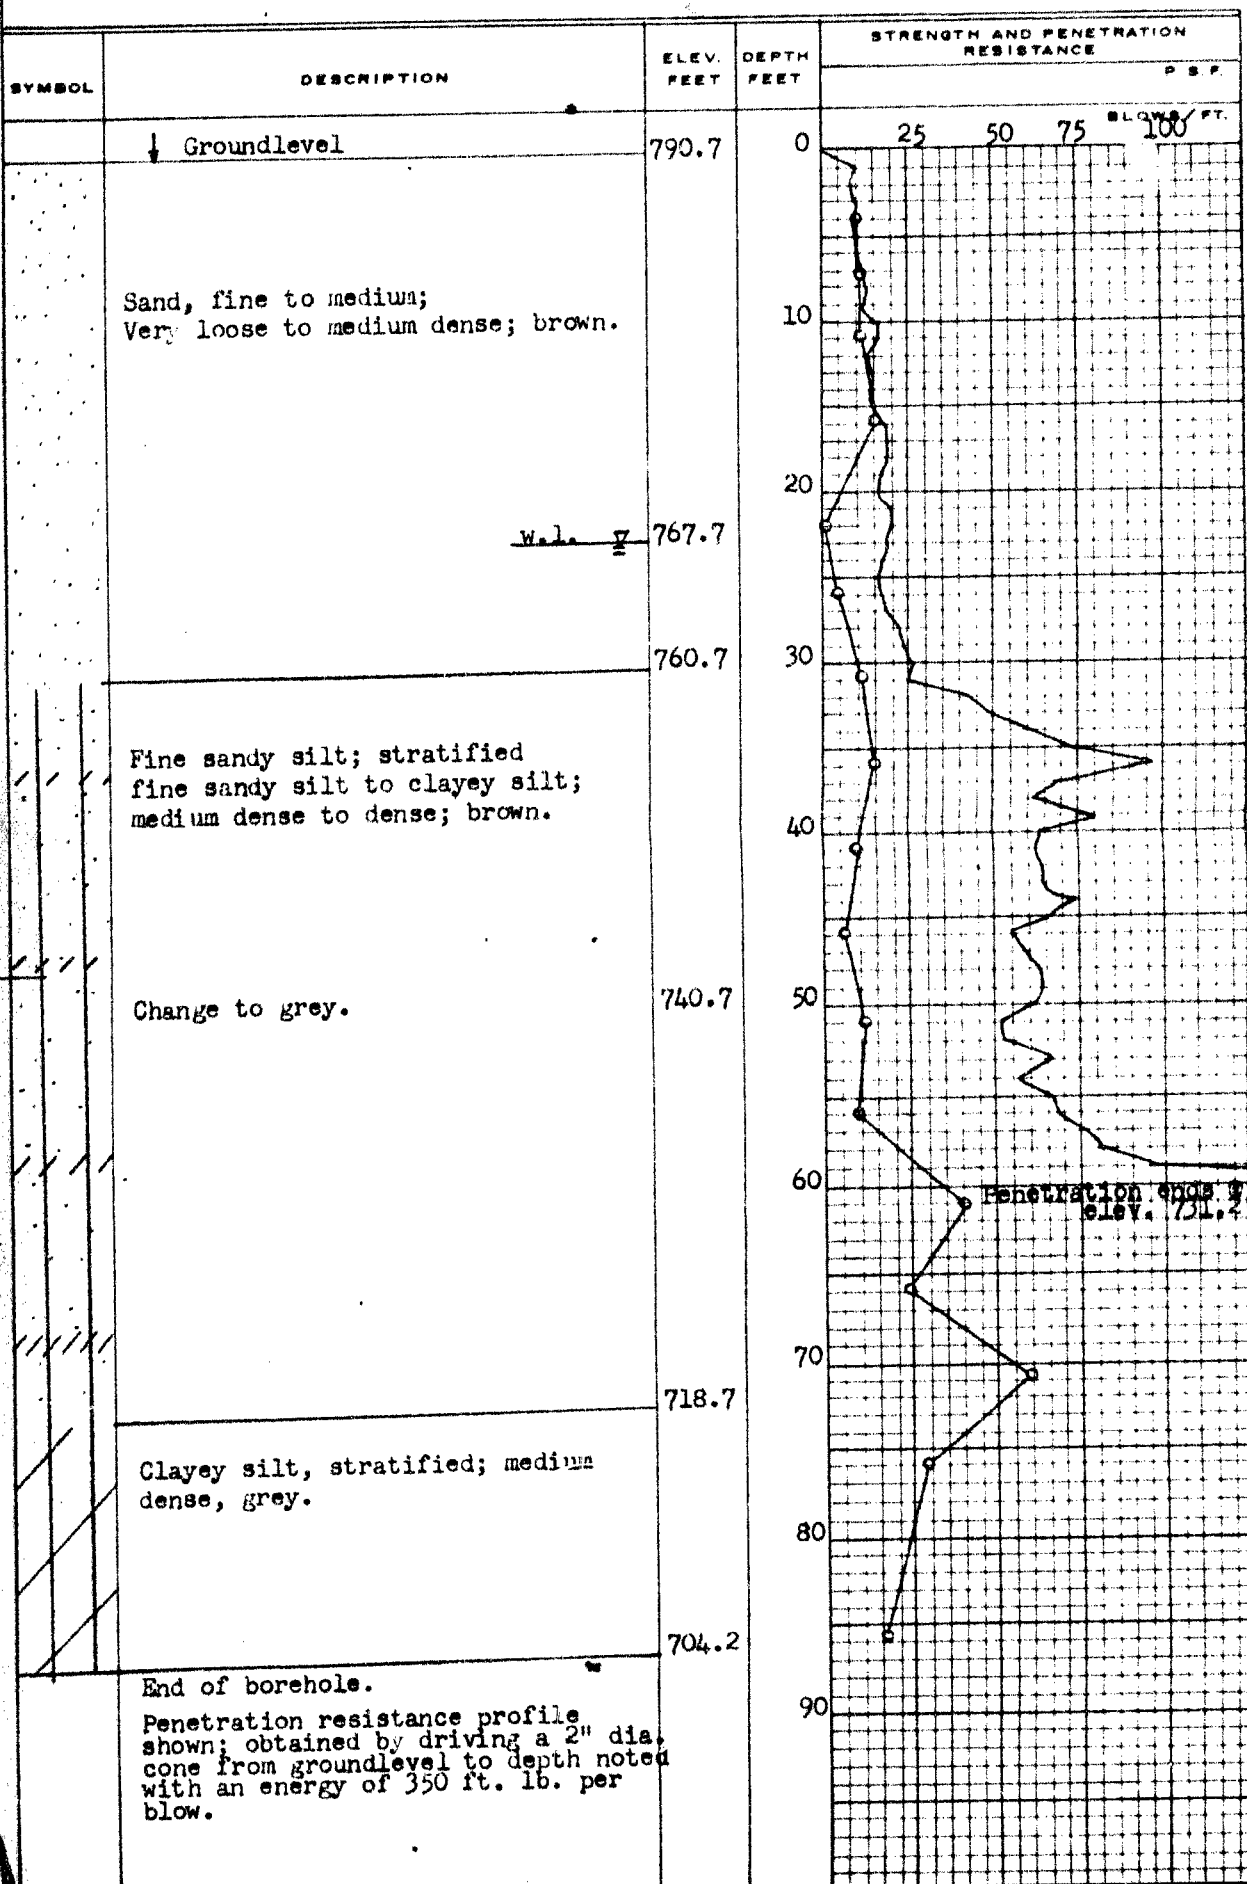 SYMBOL
DESCRIPTION
ELEV. FEET
DEPTH FEET
STRENGTH AND PENETRATION
RESISTANCE
P.S.F.
BLOWS/FT.
0 25 50 75 100
↓ Groundlevel 790.7
Sand, fine to medium;
Very loose to medium dense; brown.
10
20
w.l. 767.7
760.7
30
Fine sandy silt; stratified
fine sandy silt to clayey silt;
medium dense to dense; brown.
40
Change to grey.
740.7
50
60
Penetration ends
elev. 731.2
70
718.7
Clayey silt, stratified; medium
dense, grey.
80
704.2
End of borehole.
90
Penetration resistance profile
shown; obtained by driving a 2" dia.
cone from groundlevel to depth noted
with an energy of 350 ft. lb. per
blow.